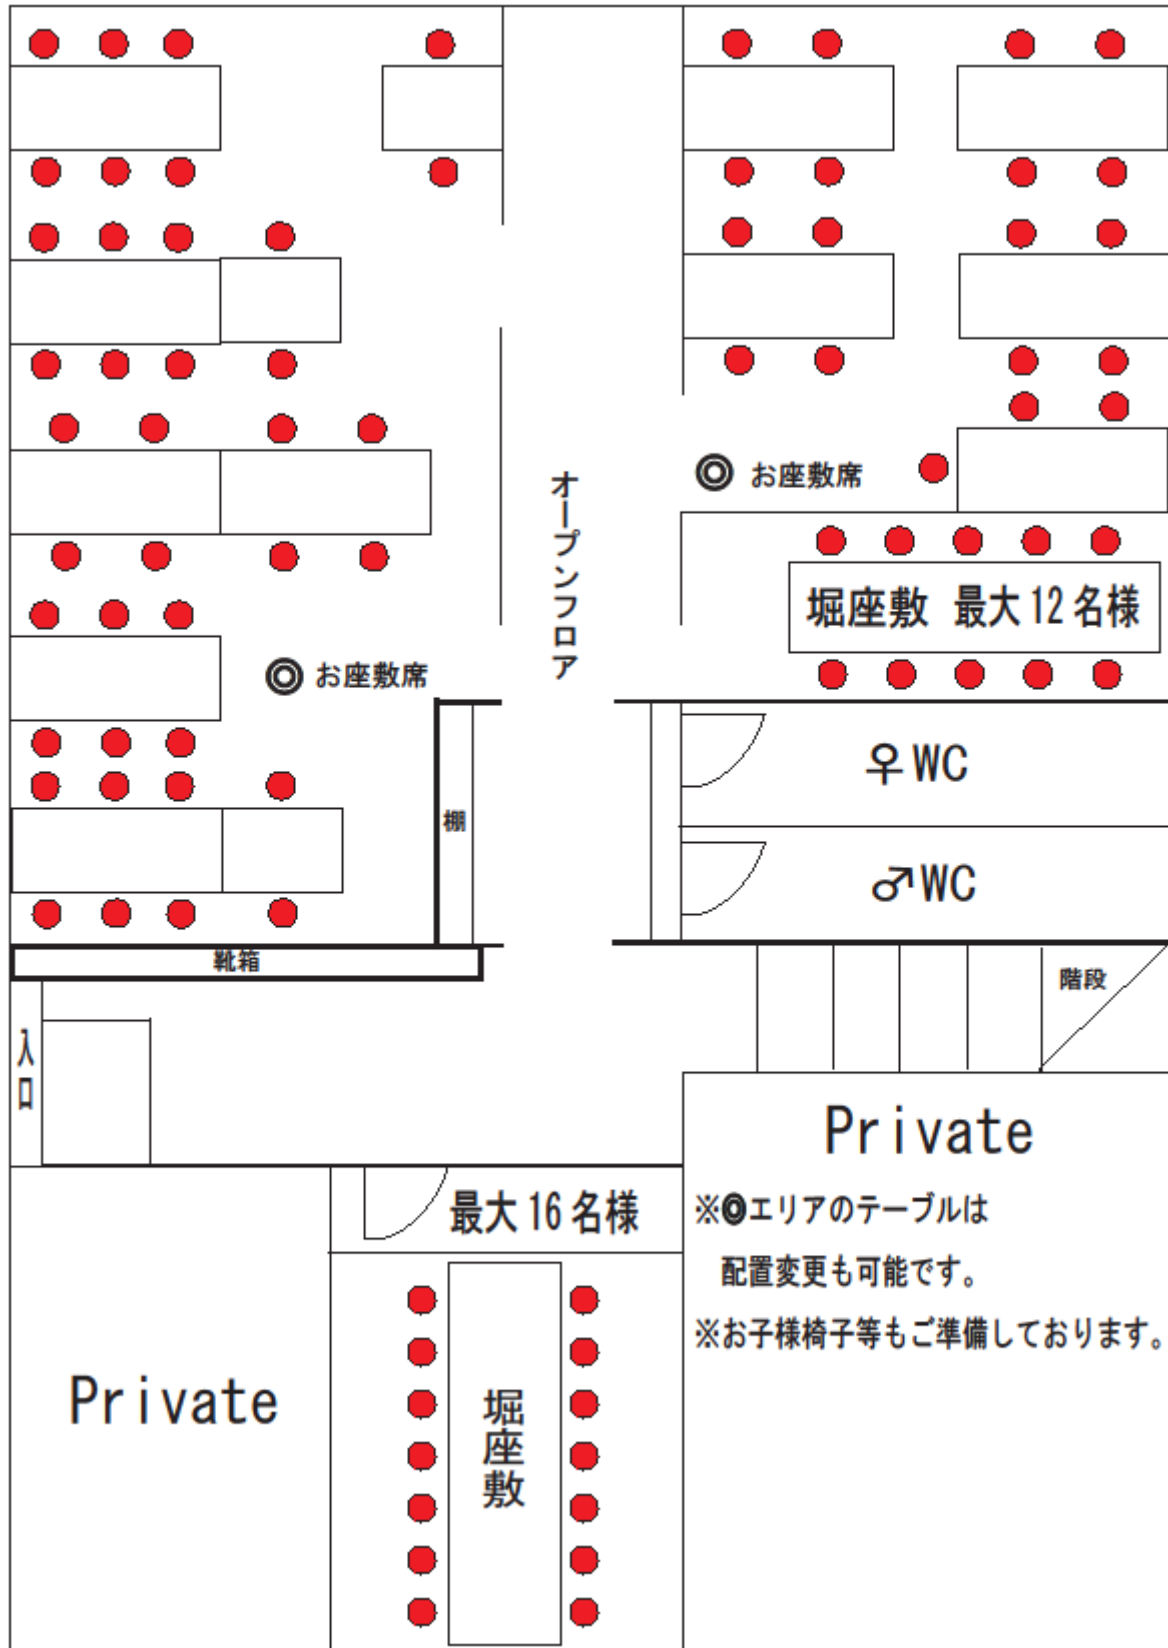 オープンフロア
◎ お座敷席
堀座敷 最大12名様
◎ お座敷席
♀WC
棚
♂WC
靴箱
階段
入口
Private
最大16名様
※◎エリアのテーブルは
配置変更も可能です。
※お子様椅子等もご準備しております。
Private
堀座敷